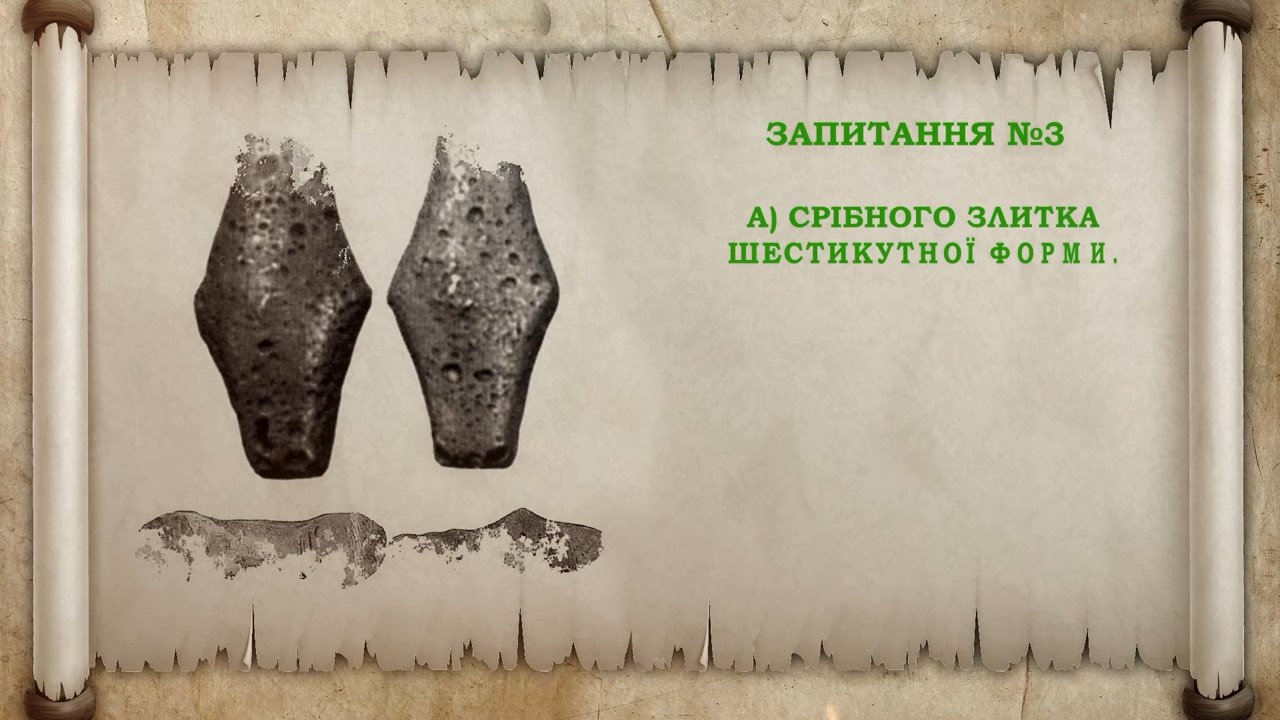 ЗАПИТАННЯ №3
А) СРІБНОГО ЗЛИТКА
ШЕСТИКУТНОЇ ФОРМИ.